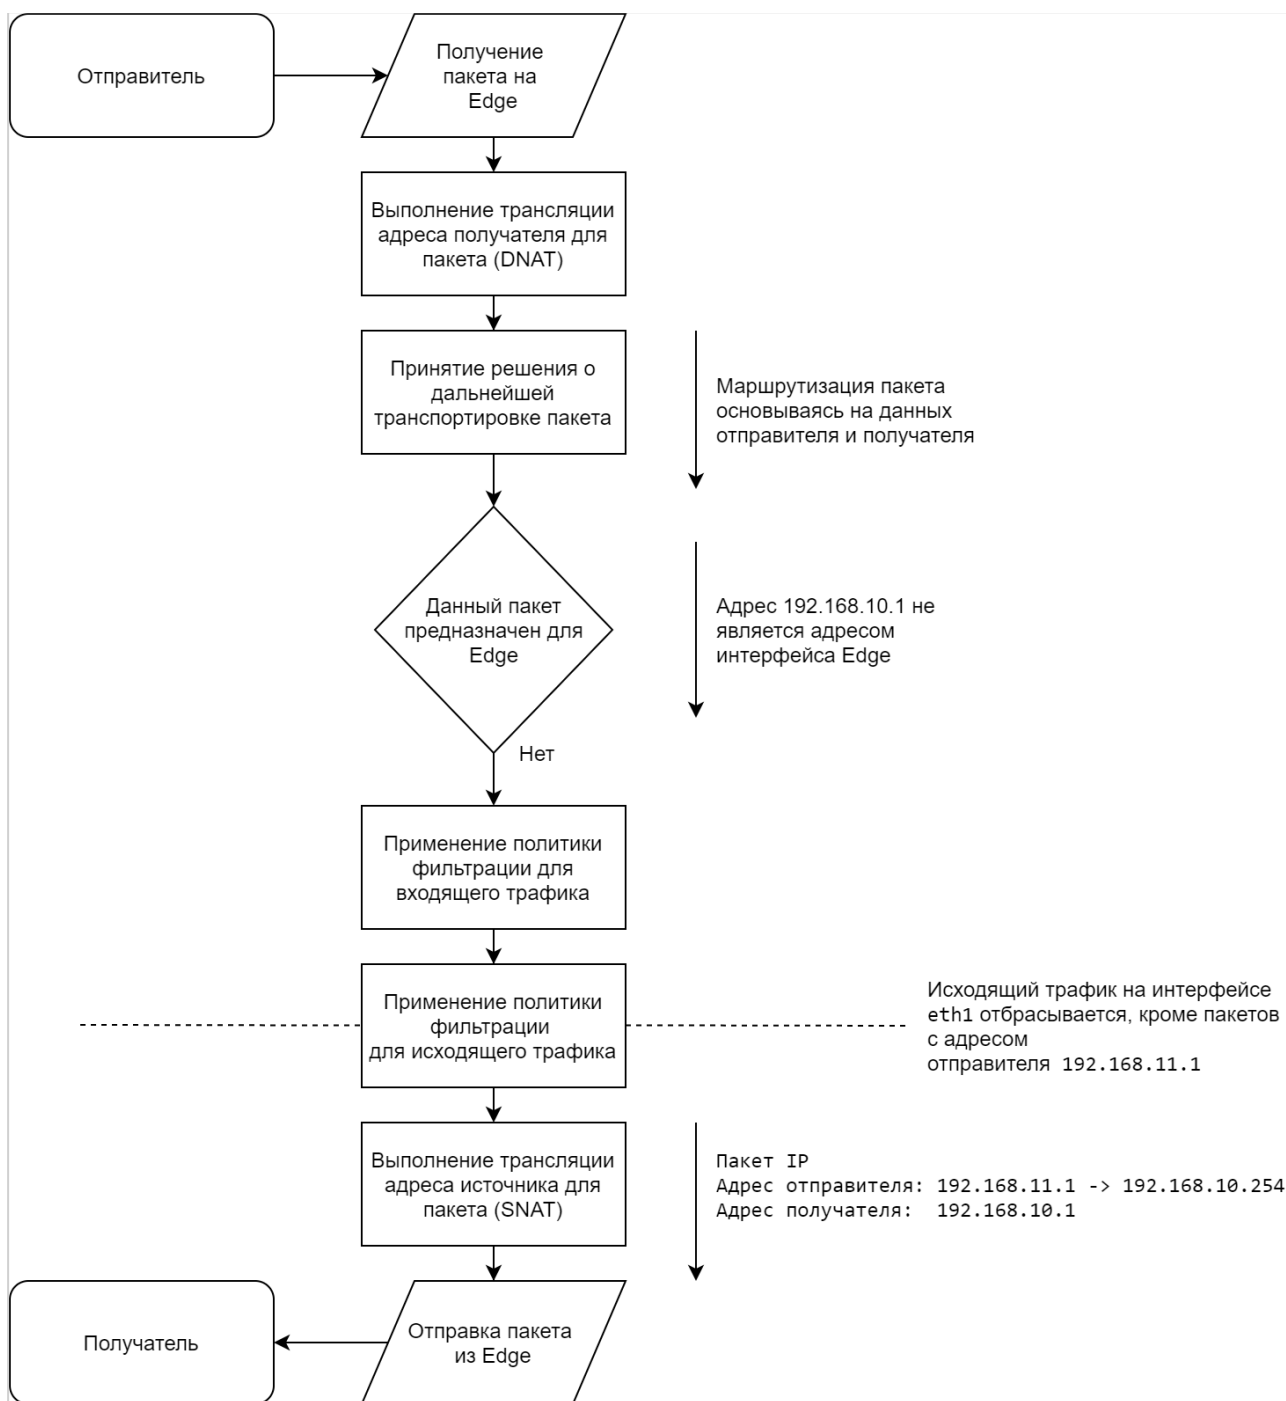 Отправитель
Получение
пакета на
Edge
Выполнение трансляции
адреса получателя для
пакета (DNAT)
Принятие решения о
дальнейшей
транспортировке пакета
Маршрутизация пакета
основываясь на данных
отправителя и получателя
Данный пакет
предназначен для
Edge
Адрес 192.168.10.1 не
является адресом
интерфейса Edge
Нет
Применение политики
фильтрации для
входящего трафика
Применение политики
фильтрации
для исходящего трафика
Исходящий трафик на интерфейсе
eth1 отбрасывается, кроме пакетов
с адресом
отправителя 192.168.11.1
Выполнение трансляции
адреса источника для
пакета (SNAT)
Пакет IP
Адрес отправителя: 192.168.11.1 -> 192.168.10.254
Адрес получателя: 192.168.10.1
Получатель
Отправка пакета
из Edge